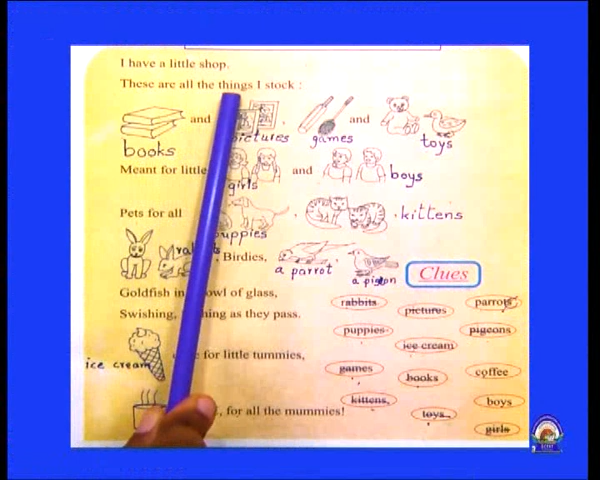 I have a little shop.
These are all the things I stock :
and , and
books pictures games toys
Meant for little and boys
girls
Pets for all , , kittens
puppies
rabbits , Birdies,
a parrot a pigeon
Clues
Goldfish in bowl of glass,
Swishing, as they pass.
ice cream for little tummies,
, for all the mummies!
rabbits pictures parrots
puppies ice cream pigeons
games books coffee
kittens toys boys
girls